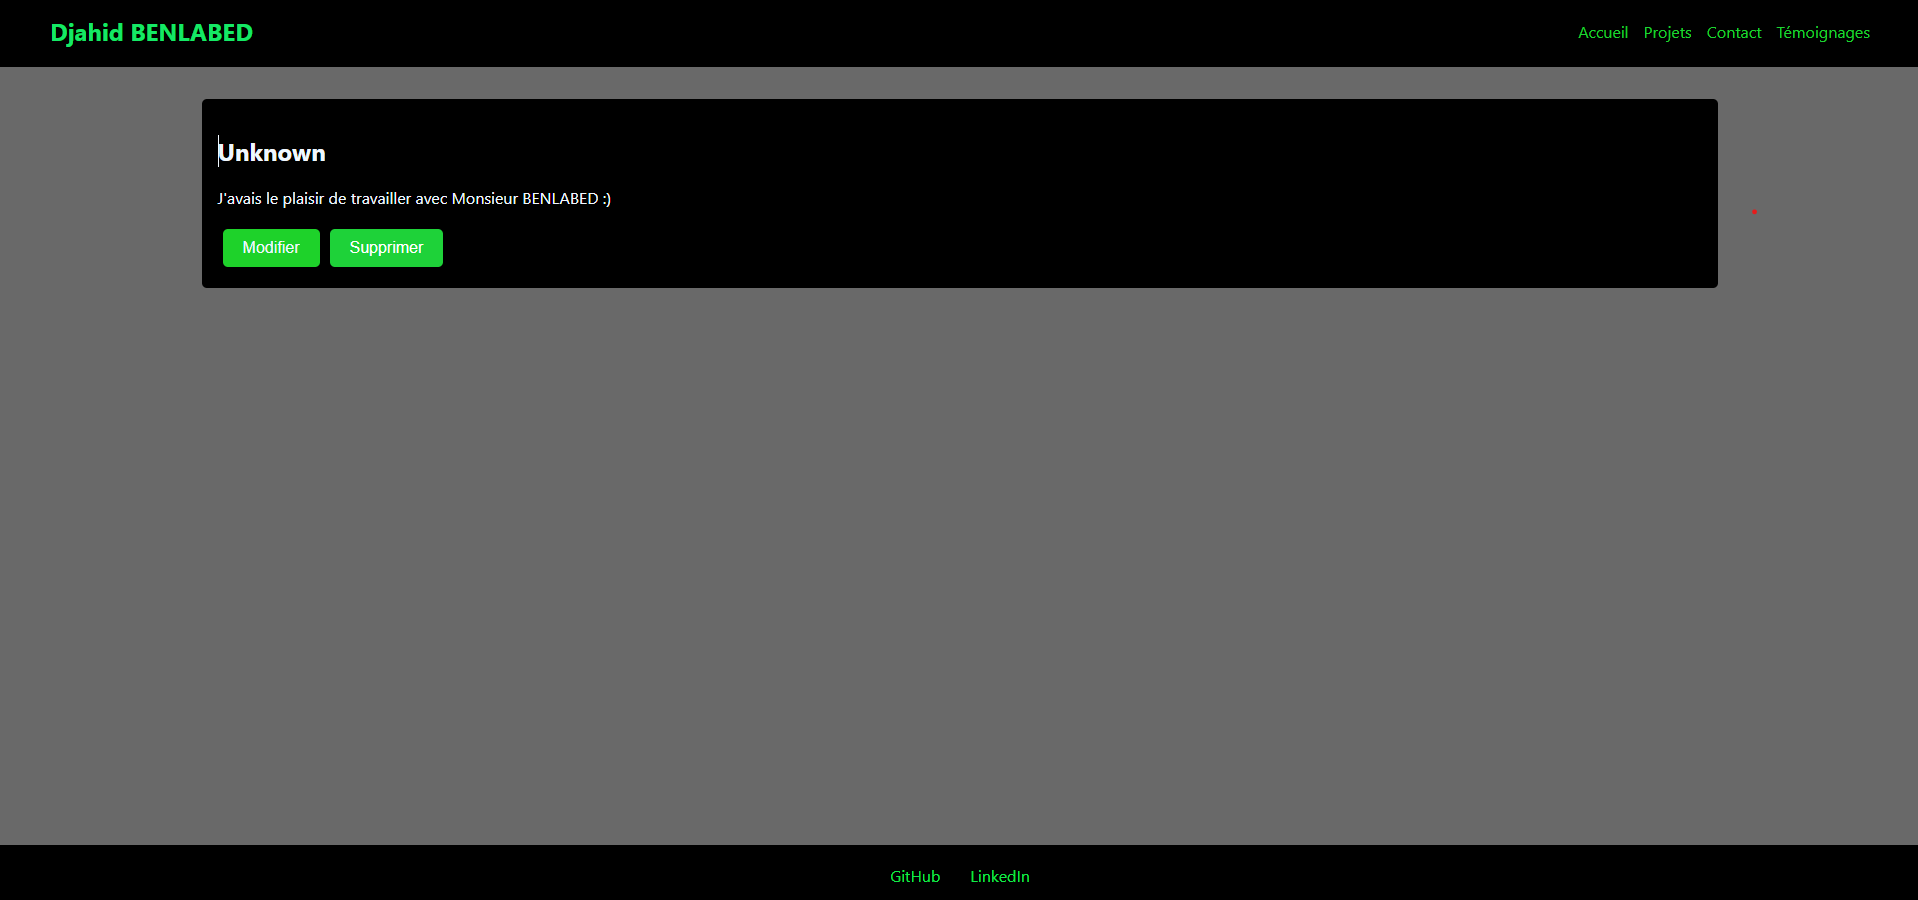 Djahid BENLABED
Accueil Projets Contact Témoignages
Unknown
J'avais le plaisir de travailler avec Monsieur BENLABED :)
Modifier Supprimer
GitHub LinkedIn